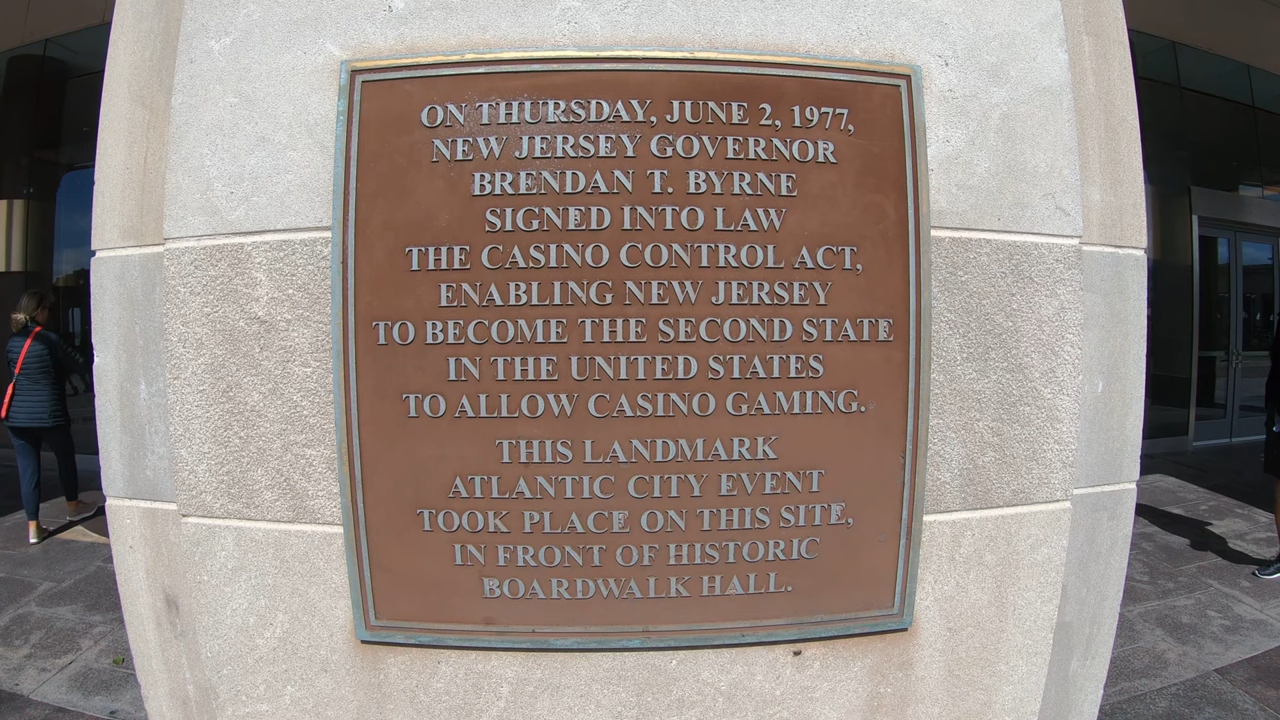 ON THURSDAY, JUNE 2, 1977,
NEW JERSEY GOVERNOR
BRENDAN T. BYRNE
SIGNED INTO LAW
THE CASINO CONTROL ACT,
ENABLING NEW JERSEY
TO BECOME THE SECOND STATE
IN THE UNITED STATES
TO ALLOW CASINO GAMING.
THIS LANDMARK
ATLANTIC CITY EVENT
TOOK PLACE ON THIS SITE,
IN FRONT OF HISTORIC
BOARDWALK HALL.